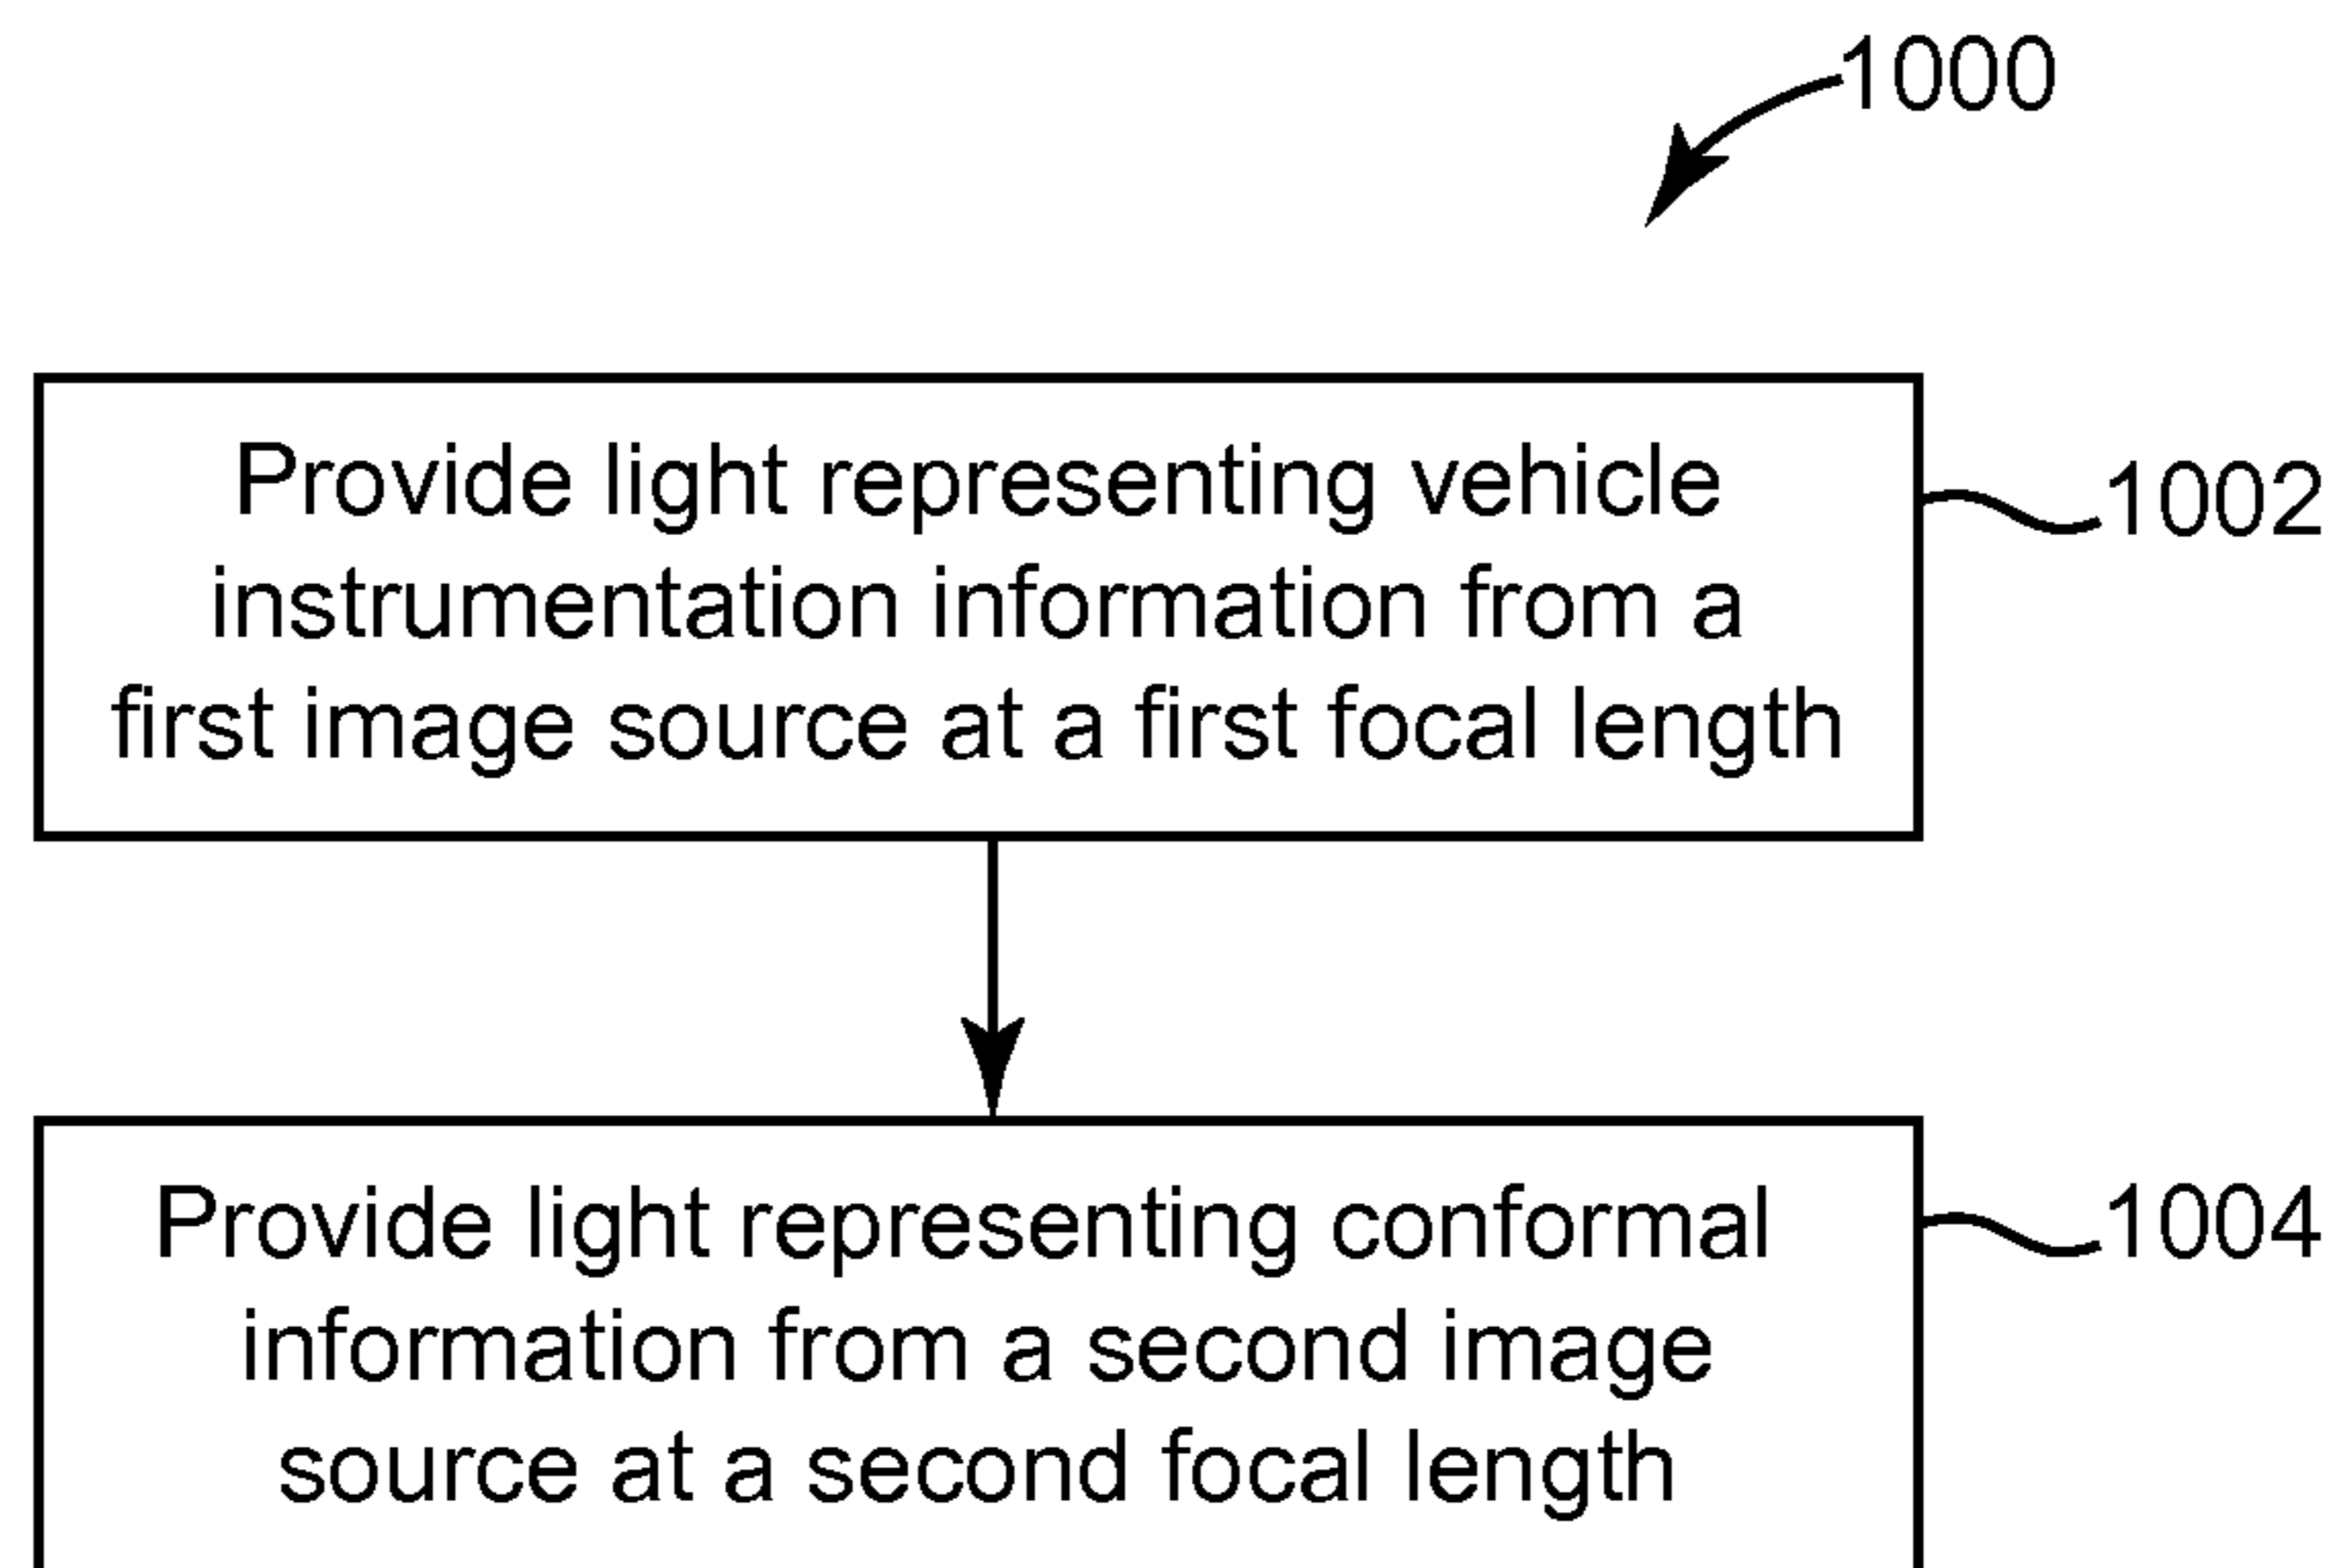 1000
Provide light representing vehicle
instrumentation information from a
first image source at a first focal length
1002
Provide light representing conformal
information from a second image
source at a second focal length
1004